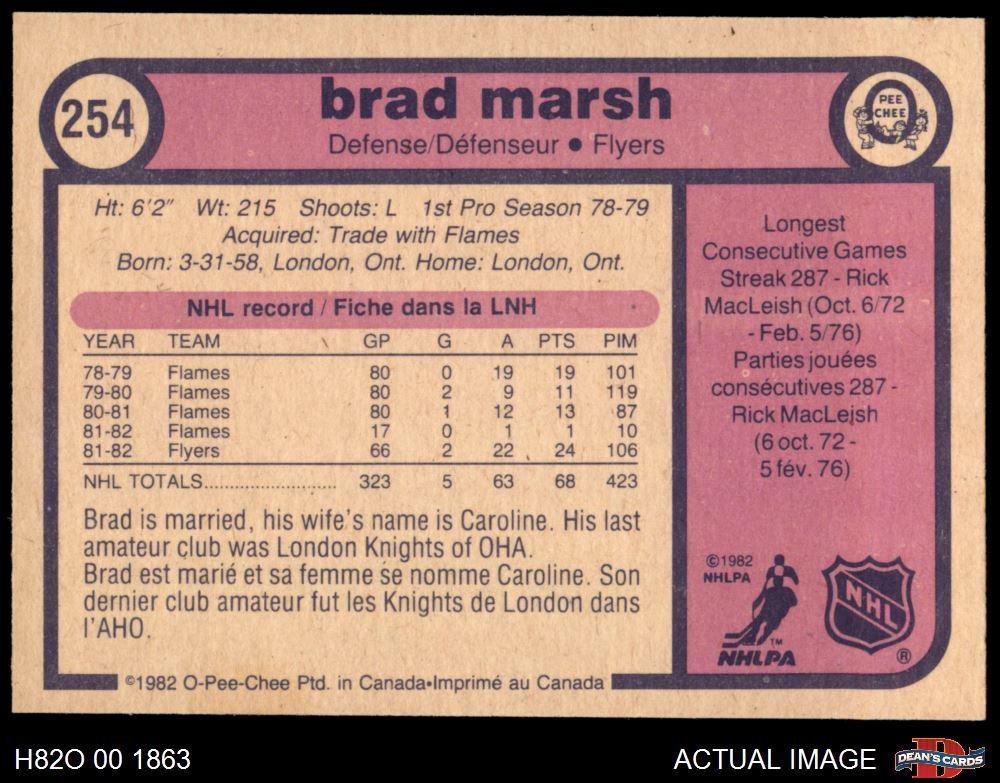 254
brad marsh
Defense/Défenseur • Flyers
PEE
CHEE
Ht: 6'2" Wt: 215 Shoots: L 1st Pro Season 78-79
Acquired: Trade with Flames
Born: 3-31-58, London, Ont. Home: London, Ont.
NHL record / Fiche dans la LNH
YEAR TEAM GP G A PTS PIM
78-79 Flames 80 0 19 19 101
79-80 Flames 80 2 9 11 119
80-81 Flames 80 1 12 13 87
81-82 Flames 17 0 1 1 10
81-82 Flyers 66 2 22 24 106
NHL TOTALS........................ 323 5 63 68 423
Brad is married, his wife's name is Caroline. His last
amateur club was London Knights of OHA.
Brad est marié et sa femme se nomme Caroline. Son
dernier club amateur fut les Knights de London dans
l'AHO.
Longest
Consecutive Games
Streak 287 - Rick
MacLeish (Oct. 6/72
- Feb. 5/76)
Parties jouées
consécutives 287 -
Rick MacLeish
(6 oct. 72 -
5 fév. 76)
©1982
NHLPA
TM
NHLPA
NHL
®
©1982 O-Pee-Chee Ptd. in Canada•Imprimé au Canada
H82O 00 1863
ACTUAL IMAGE
D
DEAN'S CARDS